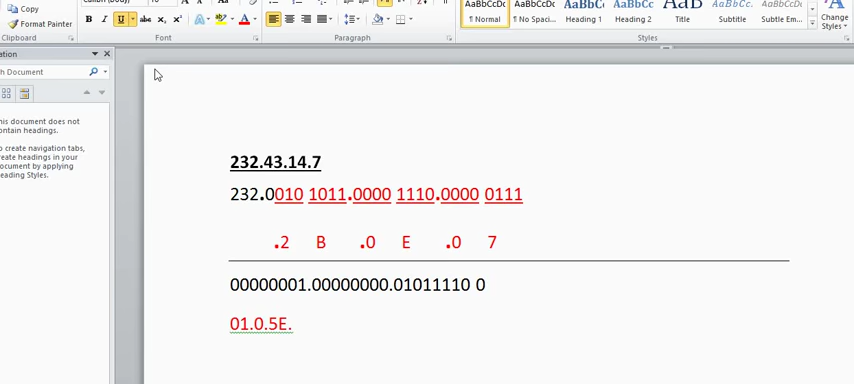 Copy
Format Painter
Clipboard
Font
Paragraph
AaBbCcDc
¶ Normal
AaBbCcDc
¶ No Spaci...
AaBbCc
Heading 1
AaBbCc
Heading 2
AaB
Title
AaBbCc.
Subtitle
AaBbCcDc
Subtle Em...
Change
Styles
Styles
ation
h Document
his document does not
ontain headings.
o create navigation tabs,
reate headings in your
ocument by applying
eading Styles.
232.43.14.7
232.0010 1011.0000 1110.0000 0111
.2 B .0 E .0 7
00000001.00000000.01011110 0
01.0.5E.